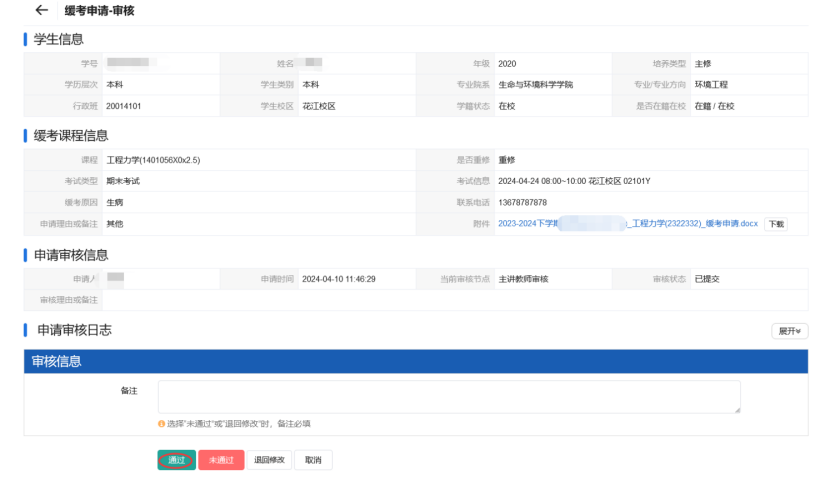 ← 缓考申请-审核
学生信息
学号 姓名 年级 2020 培养类型 主修
学历层次 本科 学生类别 本科 专业院系 生命与环境科学学院 专业/专业方向 环境工程
行政班 20014101 学生校区 花江校区 学籍状态 在校 是否在籍在校 在籍 / 在校
缓考课程信息
课程 工程力学(1401056X0x2.5) 是否重修 重修
考试类型 期末考试 考试信息 2024-04-24 08:00~10:00 花江校区 02101Y
缓考原因 生病 联系电话 13678787878
申请理由或备注 其他 附件 2023-2024下学期 )_工程力学(2322332)_缓考申请.docx 下载
申请审核信息
申请人 申请时间 2024-04-10 11:46:29 当前审核节点 主讲教师审核 审核状态 已提交
审核理由或备注
申请审核日志 展开
审核信息
备注
选择"未通过"或"退回修改"时，备注必填
通过 未通过 退回修改 取消